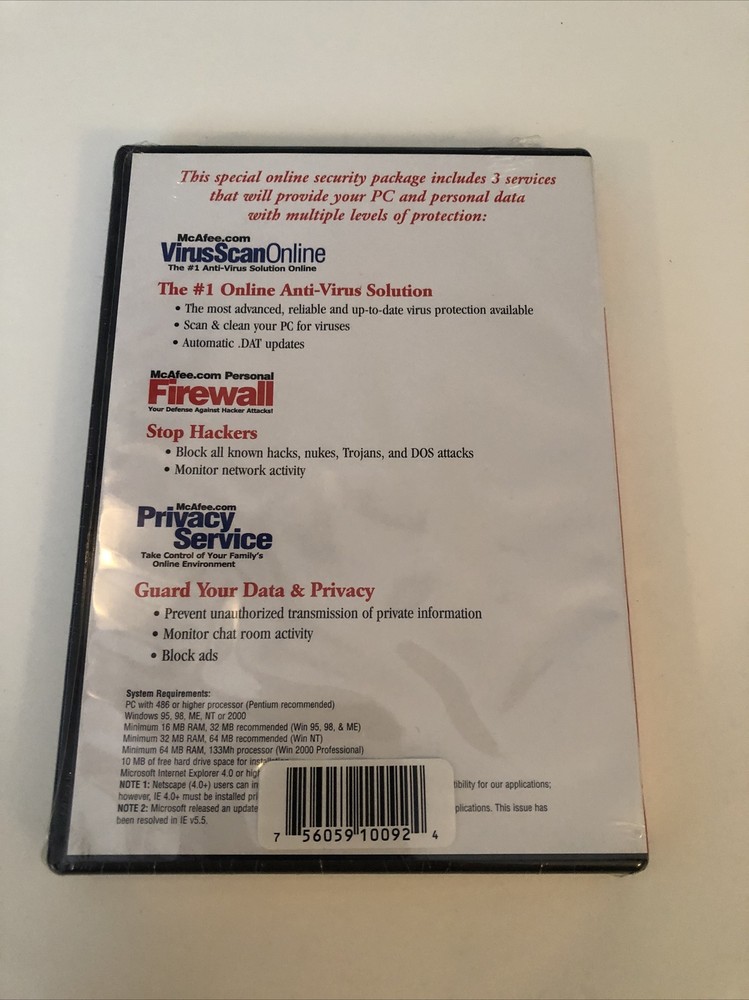 This special online security package includes 3 services
that will provide your PC and personal data
with multiple levels of protection:
McAfee.com
VirusScanOnline
The #1 Anti-Virus Solution Online
The #1 Online Anti-Virus Solution
• The most advanced, reliable and up-to-date virus protection available
• Scan & clean your PC for viruses
• Automatic .DAT updates
McAfee.com Personal
Firewall
Your Defense Against Hacker Attacks!
Stop Hackers
• Block all known hacks, nukes, Trojans, and DOS attacks
• Monitor network activity
McAfee.com
Privacy
Service
Take Control of Your Family's
Online Environment
Guard Your Data & Privacy
• Prevent unauthorized transmission of private information
• Monitor chat room activity
• Block ads
System Requirements:
PC with 486 or higher processor (Pentium recommended)
Windows 95, 98, ME, NT or 2000
Minimum 16 MB RAM, 32 MB recommended (Win 95, 98, & ME)
Minimum 32 MB RAM, 64 MB recommended (Win NT)
Minimum 64 MB RAM, 133Mh processor (Win 2000 Professional)
10 MB of free hard drive space for
Microsoft Internet Explorer 4.0 or
NOTE 1: Netscape (4.0+) users can for our applications;
however, IE 4.0+ must be installed
NOTE 2: Microsoft released an This issue has
been resolved in IE v5.5.
7 56059 10092 4